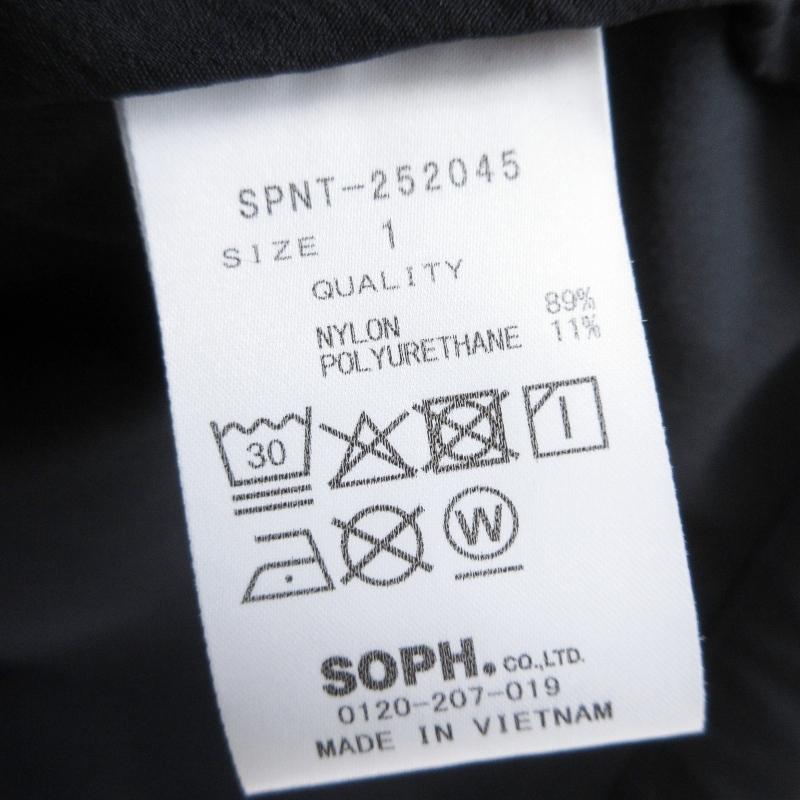 SPNT-252045
SIZE 1
QUALITY
NYLON 89%
POLYURETHANE 11%
30
W
SOPH. CO.,LTD.
0120-207-019
MADE IN VIETNAM